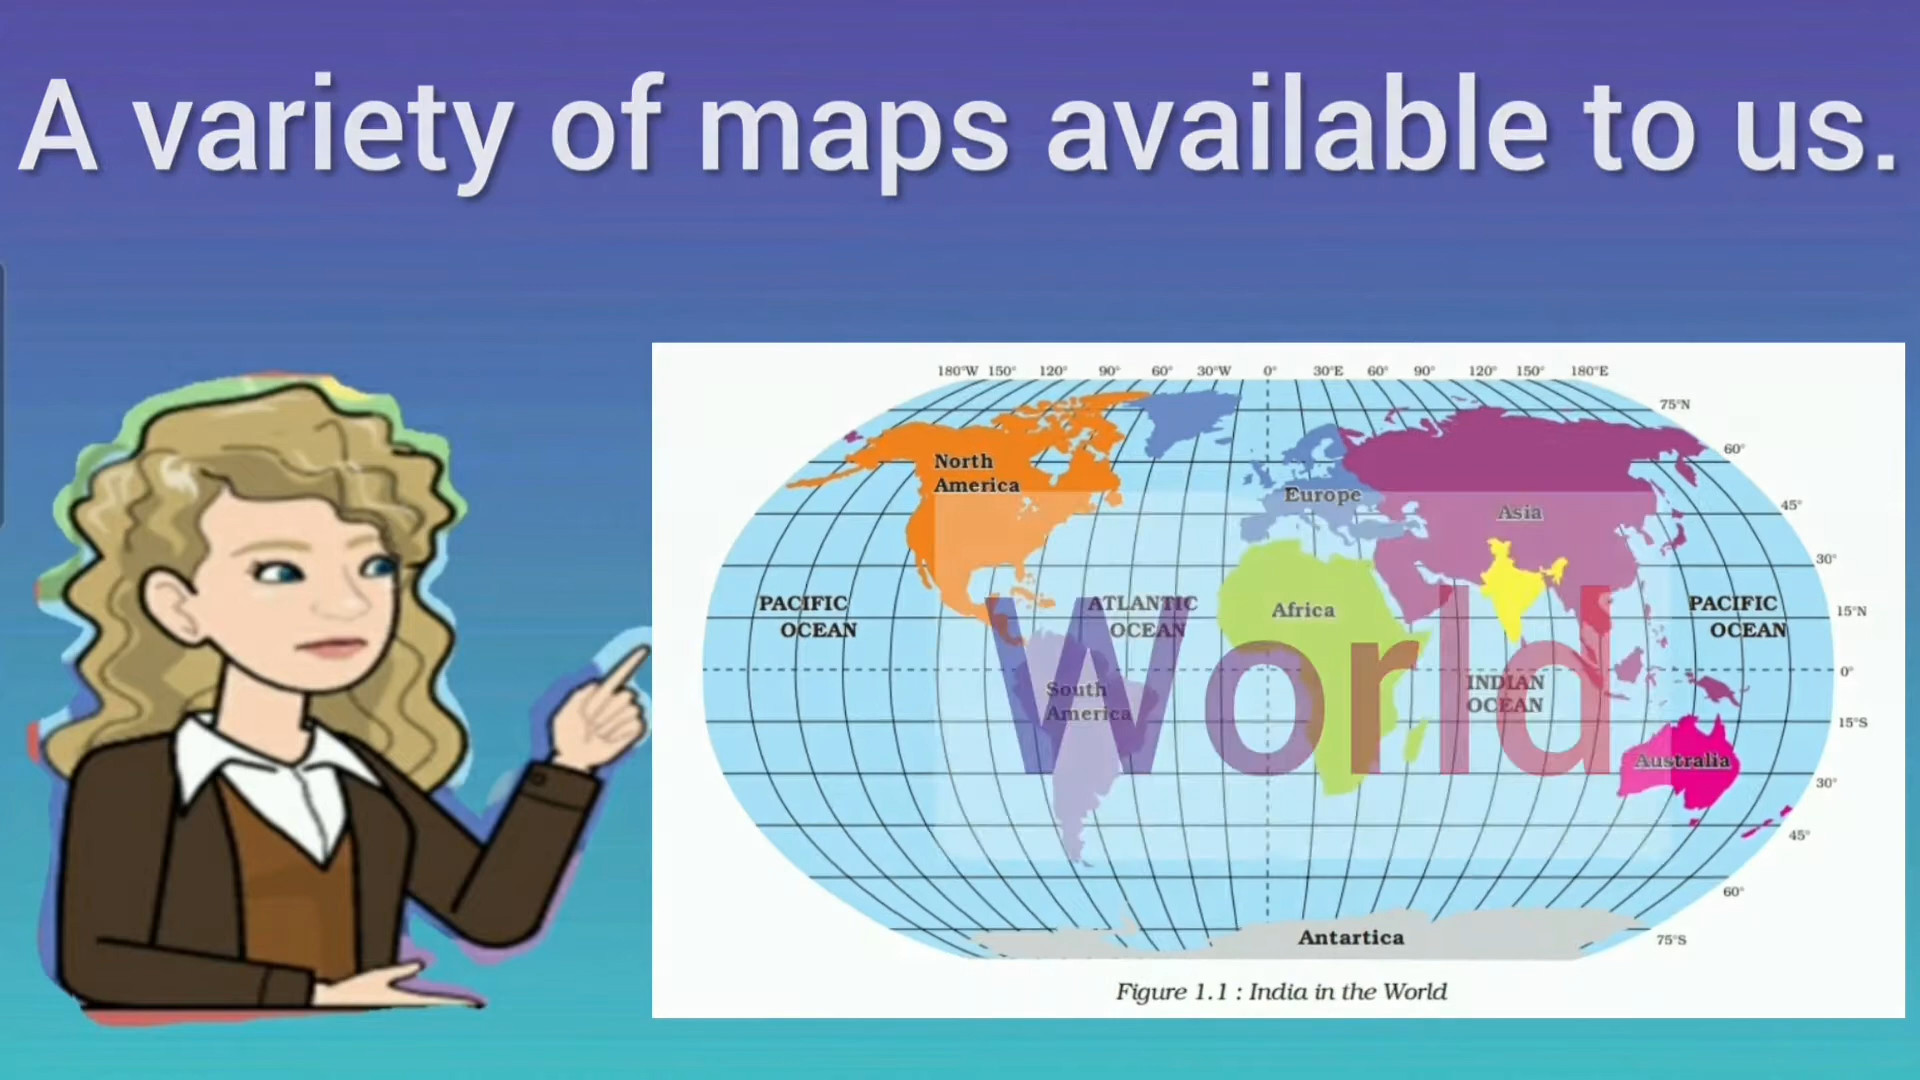 A variety of maps available to us.
180°W 150° 120° 90° 60° 30°W 0° 30°E 60° 90° 120° 150° 180°E
75°N
60°
North
America
Europe
Asia
45°
30°
PACIFIC
OCEAN
ATLANTIC
OCEAN
Africa
PACIFIC
OCEAN
15°N
World
0°
South
America
INDIAN
OCEAN
15°S
Australia
30°
45°
60°
Antartica
75°S
Figure 1.1 : India in the World